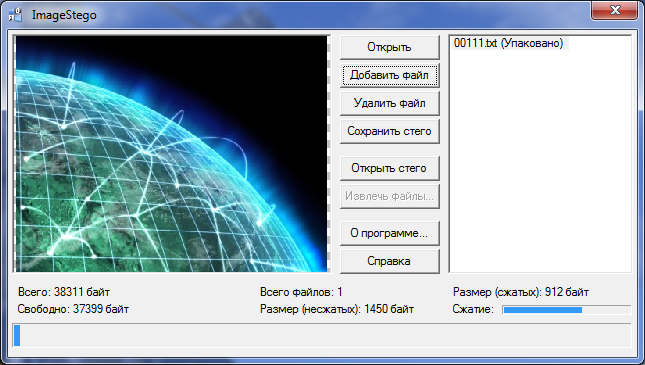 ImageStego
Открыть
Добавить файл
Удалить файл
Сохранить стего
Открыть стего
Извлечь файлы...
О программе...
Справка
00111.txt (Упаковано)
Всего: 38311 байт
Всего файлов: 1
Размер (сжатых): 912 байт
Свободно: 37399 байт
Размер (несжатых): 1450 байт
Сжатие: